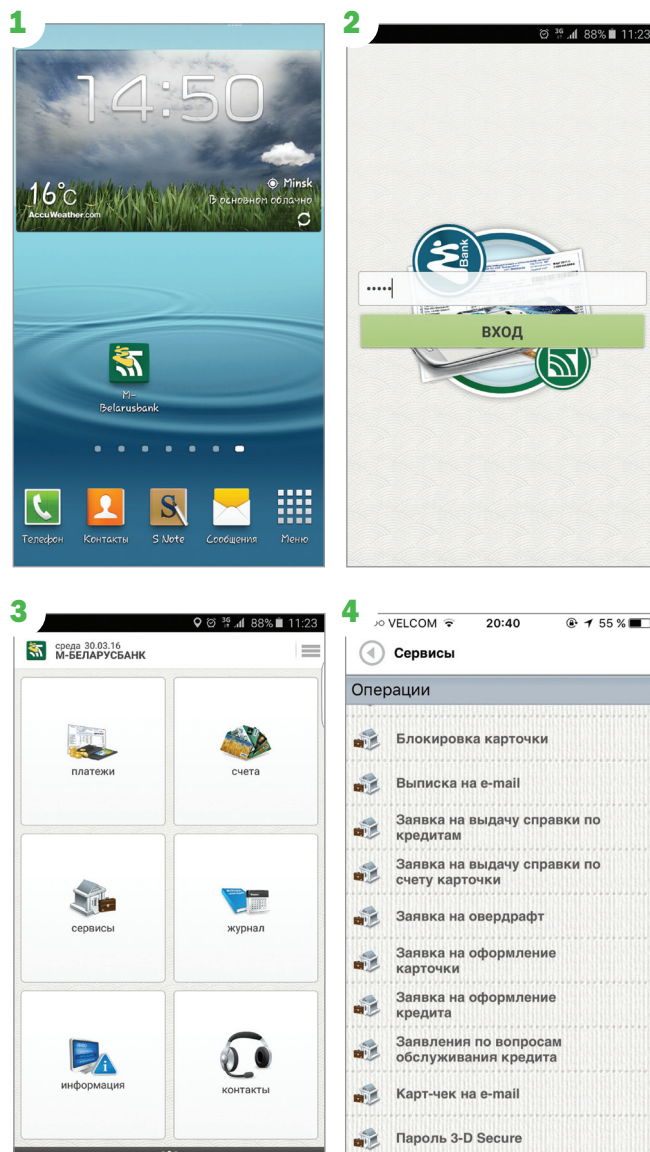 1
14:50
16°C
AccuWeather.com
Minsk
В основном облачно
M-
Belarusbank
Телефон
Контакты
S Note
Сообщения
Меню
2
3G
88%
11:23
Bank
•••••
ВХОД
3
3G
88%
11:23
среда 30.03.16
М-БЕЛАРУСБАНК
платежи
счета
сервисы
журнал
информация
контакты
4
VELCOM
20:40
55 %
Сервисы
Операции
Блокировка карточки
Выписка на e-mail
Заявка на выдачу справки по
кредитам
Заявка на выдачу справки по
счету карточки
Заявка на овердрафт
Заявка на оформление
карточки
Заявка на оформление
кредита
Заявления по вопросам
обслуживания кредита
Карт-чек на e-mail
Пароль 3-D Secure